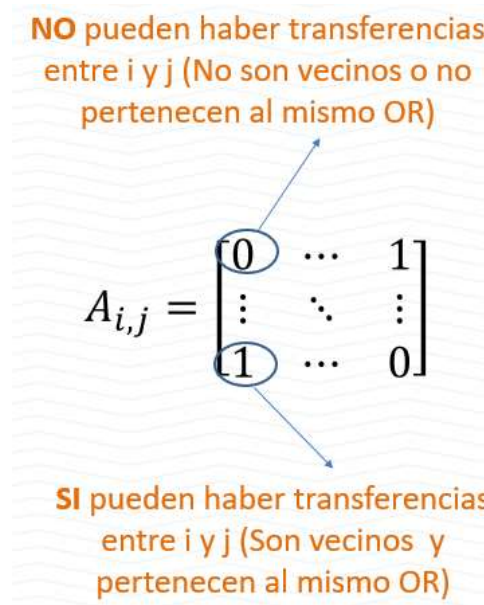 NO pueden haber transferencias
entre i y j (No son vecinos o no
pertenecen al mismo OR)
0 ⋯ 1
A_{i,j} = ⋮ ⋱ ⋮
1 ⋯ 0
SI pueden haber transferencias
entre i y j (Son vecinos y
pertenecen al mismo OR)